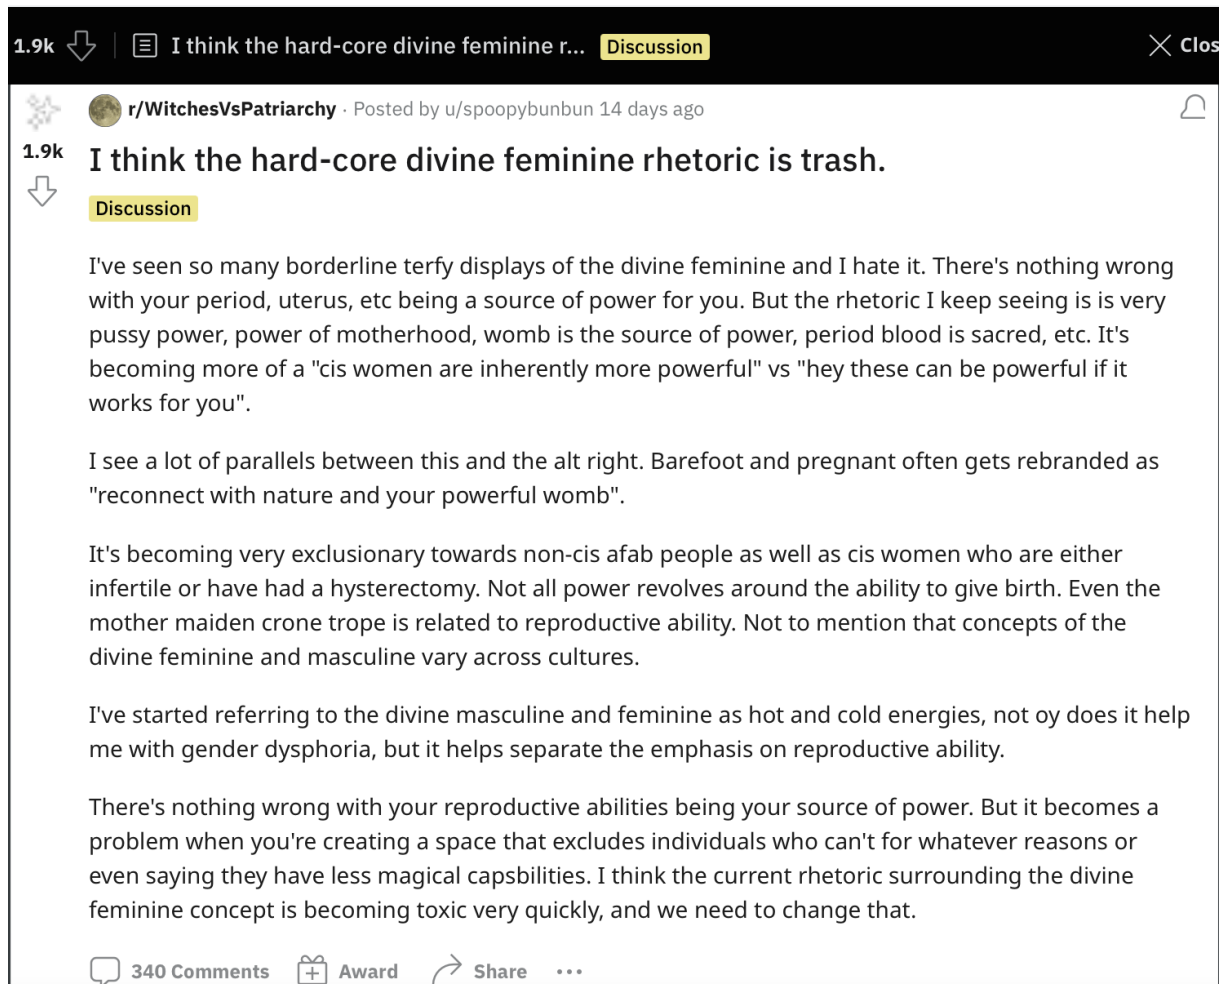 1.9k I think the hard-core divine feminine r... Discussion Clos
r/WitchesVsPatriarchy · Posted by u/spoopybunbun 14 days ago
1.9k
I think the hard-core divine feminine rhetoric is trash.
Discussion
I've seen so many borderline terfy displays of the divine feminine and I hate it. There's nothing wrong
with your period, uterus, etc being a source of power for you. But the rhetoric I keep seeing is is very
pussy power, power of motherhood, womb is the source of power, period blood is sacred, etc. It's
becoming more of a "cis women are inherently more powerful" vs "hey these can be powerful if it
works for you".
I see a lot of parallels between this and the alt right. Barefoot and pregnant often gets rebranded as
"reconnect with nature and your powerful womb".
It's becoming very exclusionary towards non-cis afab people as well as cis women who are either
infertile or have had a hysterectomy. Not all power revolves around the ability to give birth. Even the
mother maiden crone trope is related to reproductive ability. Not to mention that concepts of the
divine feminine and masculine vary across cultures.
I've started referring to the divine masculine and feminine as hot and cold energies, not oy does it help
me with gender dysphoria, but it helps separate the emphasis on reproductive ability.
There's nothing wrong with your reproductive abilities being your source of power. But it becomes a
problem when you're creating a space that excludes individuals who can't for whatever reasons or
even saying they have less magical capsbilities. I think the current rhetoric surrounding the divine
feminine concept is becoming toxic very quickly, and we need to change that.
340 Comments Award Share ...